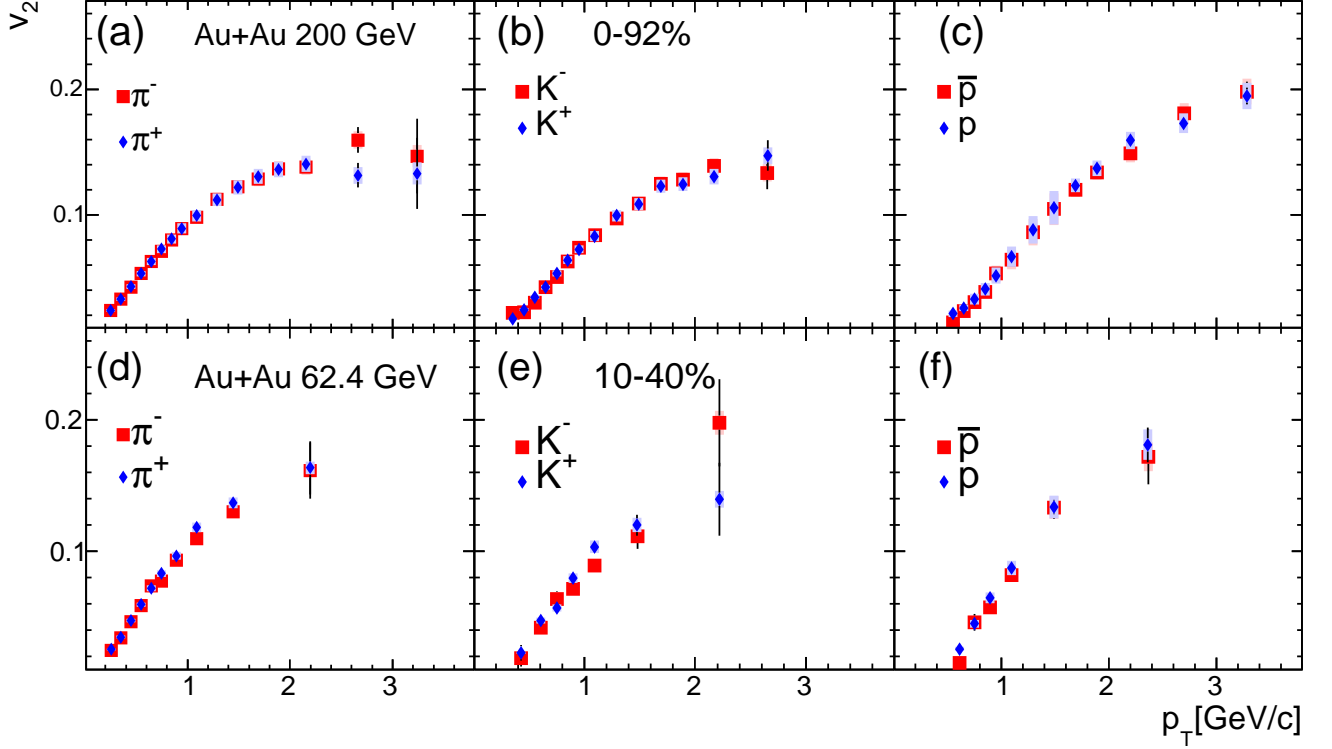 v₂
(a) Au+Au 200 GeV
π⁻
π⁺
0.2
0.1
(b) 0-92%
K⁻
K⁺
(c)
p̅
p
(d) Au+Au 62.4 GeV
π⁻
π⁺
0.2
0.1
1 2 3
(e) 10-40%
K⁻
K⁺
1 2 3
(f)
p̅
p
1 2 3
p_T[GeV/c]